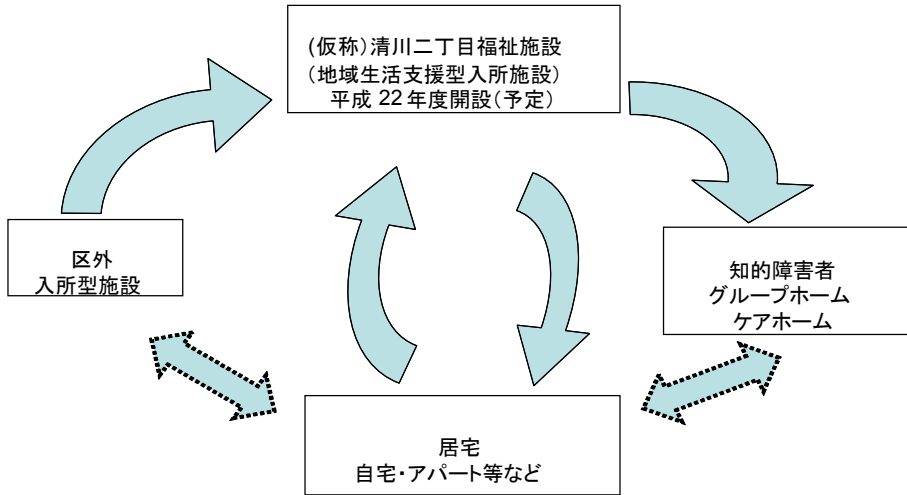 (仮称)清川二丁目福祉施設
(地域生活支援型入所施設)
平成22年度開設(予定)
区外
入所型施設
知的障害者
グループホーム
ケアホーム
居宅
自宅・アパート等など